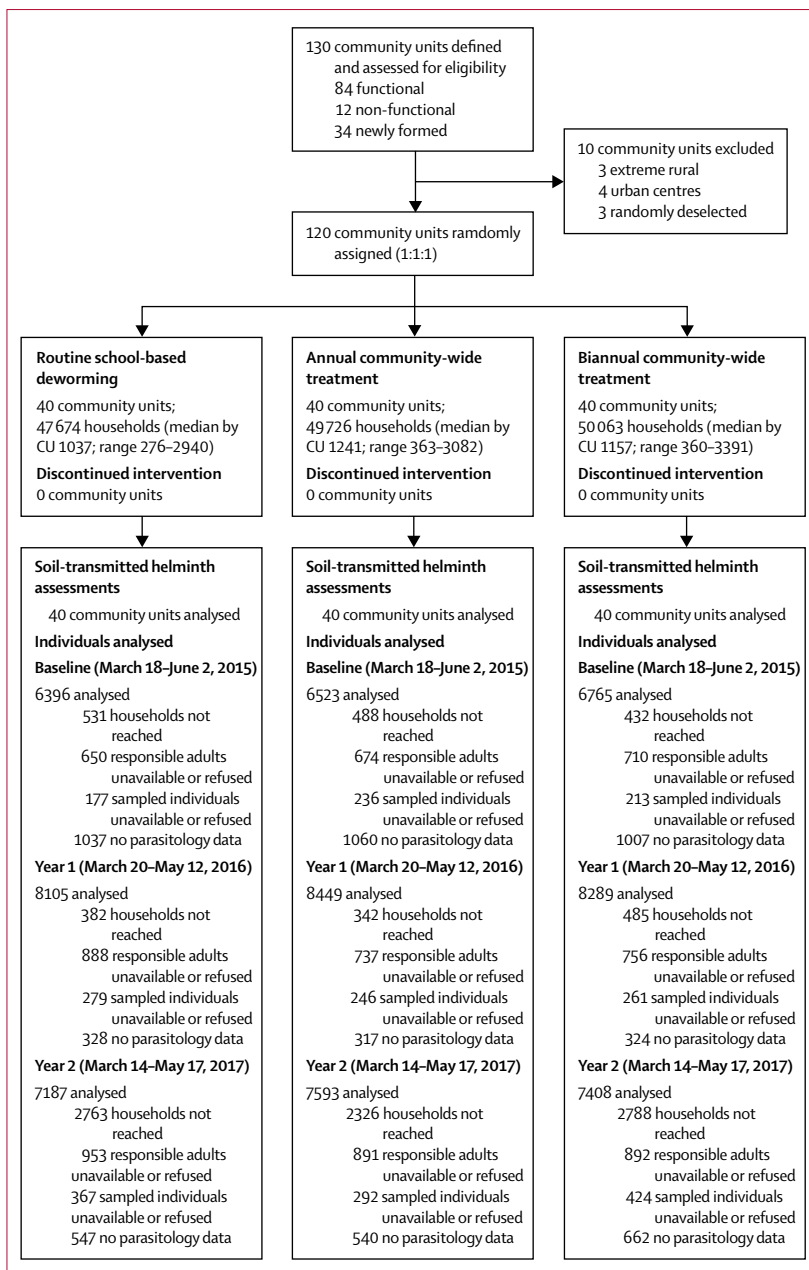 130 community units defined
and assessed for eligibility
84 functional
12 non-functional
34 newly formed
10 community units excluded
3 extreme rural
4 urban centres
3 randomly deselected
120 community units ramdomly
assigned (1:1:1)
Routine school-based
deworming
40 community units;
47 674 households (median by
CU 1037; range 276–2940)
Discontinued intervention
0 community units
Annual community-wide
treatment
40 community units;
49 726 households (median by
CU 1241; range 363–3082)
Discontinued intervention
0 community units
Biannual community-wide
treatment
40 community units;
50 063 households (median by
CU 1157; range 360–3391)
Discontinued intervention
0 community units
Soil-transmitted helminth
assessments
40 community units analysed
Individuals analysed
Baseline (March 18–June 2, 2015)
6396 analysed
531 households not
reached
650 responsible adults
unavailable or refused
177 sampled individuals
unavailable or refused
1037 no parasitology data
Year 1 (March 20–May 12, 2016)
8105 analysed
382 households not
reached
888 responsible adults
unavailable or refused
279 sampled individuals
unavailable or refused
328 no parasitology data
Year 2 (March 14–May 17, 2017)
7187 analysed
2763 households not
reached
953 responsible adults
unavailable or refused
367 sampled individuals
unavailable or refused
547 no parasitology data
Soil-transmitted helminth
assessments
40 community units analysed
Individuals analysed
Baseline (March 18–June 2, 2015)
6523 analysed
488 households not
reached
674 responsible adults
unavailable or refused
236 sampled individuals
unavailable or refused
1060 no parasitology data
Year 1 (March 20–May 12, 2016)
8449 analysed
342 households not
reached
737 responsible adults
unavailable or refused
246 sampled individuals
unavailable or refused
317 no parasitology data
Year 2 (March 14–May 17, 2017)
7593 analysed
2326 households not
reached
891 responsible adults
unavailable or refused
292 sampled individuals
unavailable or refused
540 no parasitology data
Soil-transmitted helminth
assessments
40 community units analysed
Individuals analysed
Baseline (March 18–June 2, 2015)
6765 analysed
432 households not
reached
710 responsible adults
unavailable or refused
213 sampled individuals
unavailable or refused
1007 no parasitology data
Year 1 (March 20–May 12, 2016)
8289 analysed
485 households not
reached
756 responsible adults
unavailable or refused
261 sampled individuals
unavailable or refused
324 no parasitology data
Year 2 (March 14–May 17, 2017)
7408 analysed
2788 households not
reached
892 responsible adults
unavailable or refused
424 sampled individuals
unavailable or refused
662 no parasitology data